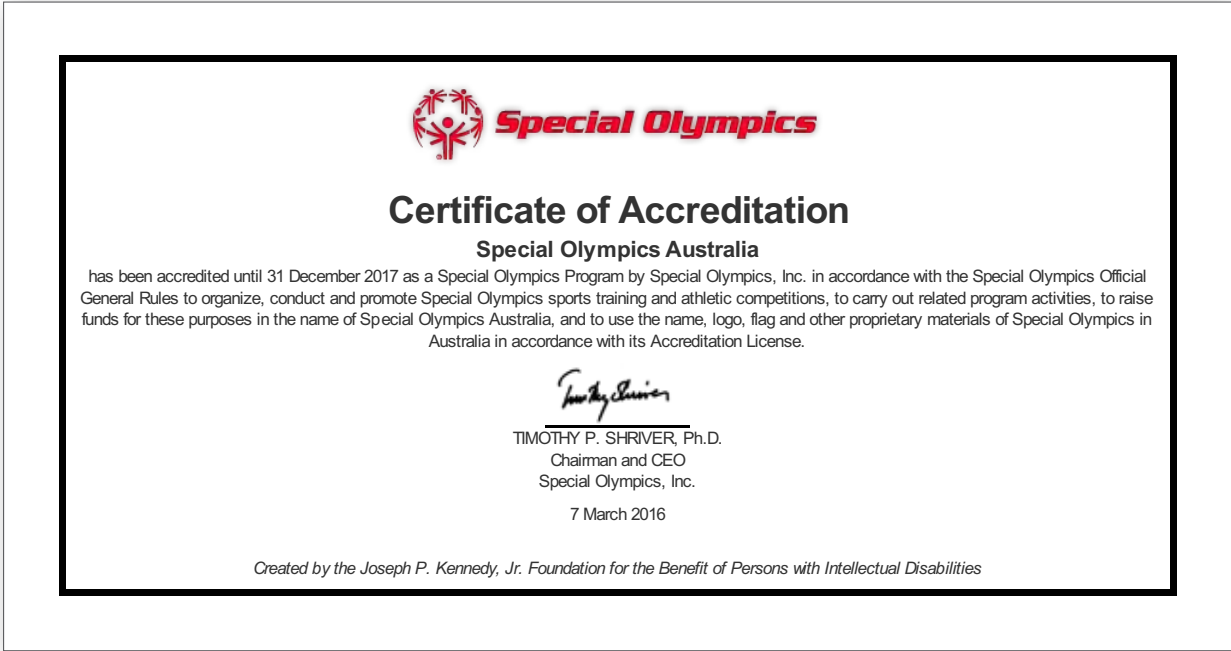 Special Olympics
Certificate of Accreditation
Special Olympics Australia
has been accredited until 31 December 2017 as a Special Olympics Program by Special Olympics, Inc. in accordance with the Special Olympics Official
General Rules to organize, conduct and promote Special Olympics sports training and athletic competitions, to carry out related program activities, to raise
funds for these purposes in the name of Special Olympics Australia, and to use the name, logo, flag and other proprietary materials of Special Olympics in
Australia in accordance with its Accreditation License.
Timothy Shriver
TIMOTHY P. SHRIVER, Ph.D.
Chairman and CEO
Special Olympics, Inc.
7 March 2016
Created by the Joseph P. Kennedy, Jr. Foundation for the Benefit of Persons with Intellectual Disabilities